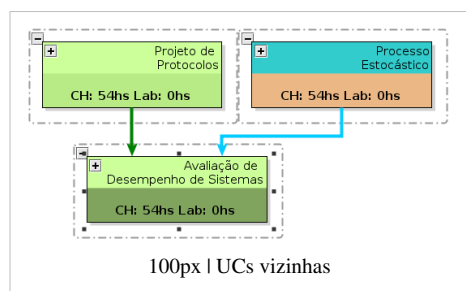 Projeto de
Protocolos
CH: 54hs Lab: 0hs
Processo
Estocástico
CH: 54hs Lab: 0hs
Avaliação de
Desempenho de Sistemas
CH: 54hs Lab: 0hs
100px | UCs vizinhas